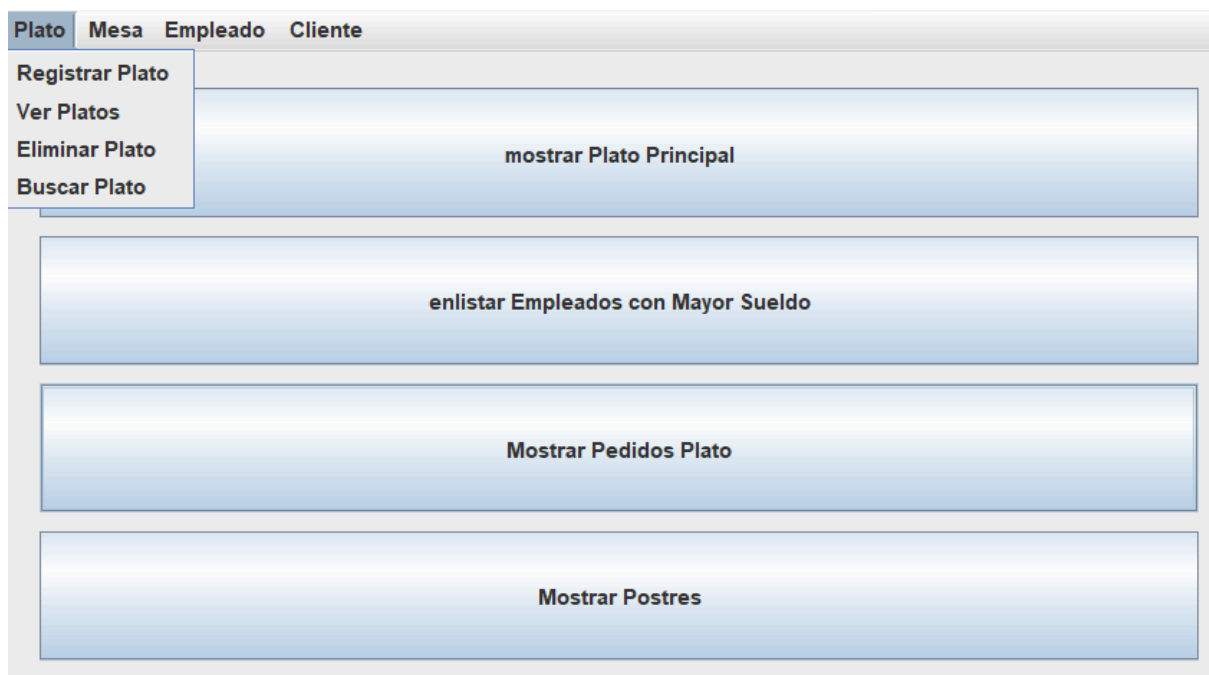 Plato Mesa Empleado Cliente
Registrar Plato
Ver Platos
Eliminar Plato
Buscar Plato
mostrar Plato Principal
enlistar Empleados con Mayor Sueldo
Mostrar Pedidos Plato
Mostrar Postres